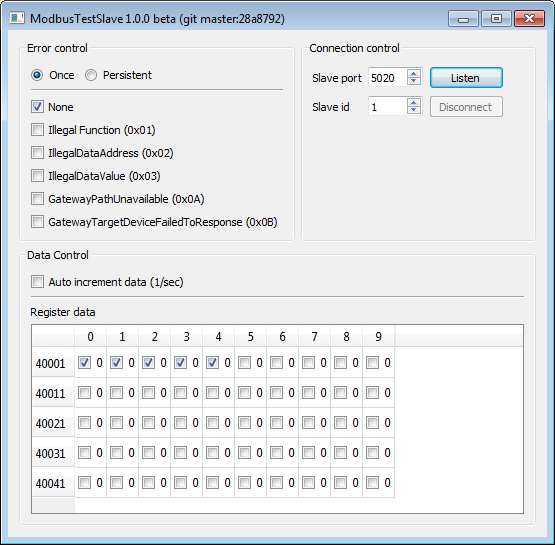 ModbusTestSlave 1.0.0 beta (git master:28a8792)
Error control
Once Persistent
None
Illegal Function (0x01)
IllegalDataAddress (0x02)
IllegalDataValue (0x03)
GatewayPathUnavailable (0x0A)
GatewayTargetDeviceFailedToResponse (0x0B)
Connection control
Slave port 5020 Listen
Slave id 1 Disconnect
Data Control
Auto increment data (1/sec)
Register data
0 1 2 3 4 5 6 7 8 9
40001 0 0 0 0 0 0 0 0 0 0
40011 0 0 0 0 0 0 0 0 0 0
40021 0 0 0 0 0 0 0 0 0 0
40031 0 0 0 0 0 0 0 0 0 0
40041 0 0 0 0 0 0 0 0 0 0